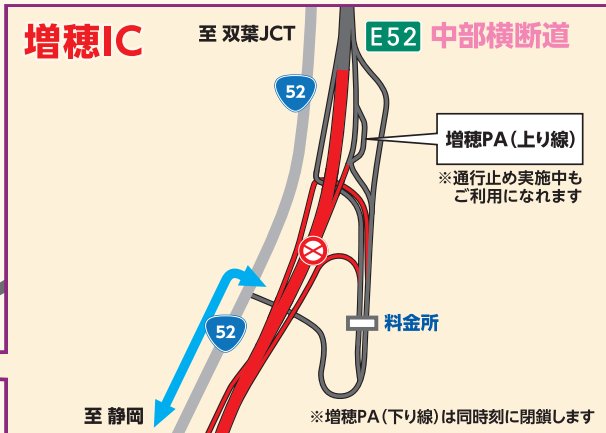 増穂IC
至 双葉JCT
E52 中部横断道
52
増穂PA(上り線)
※通行止め実施中も
ご利用になれます
料金所
52
至 静岡
※増穂PA(下り線)は同時刻に閉鎖します